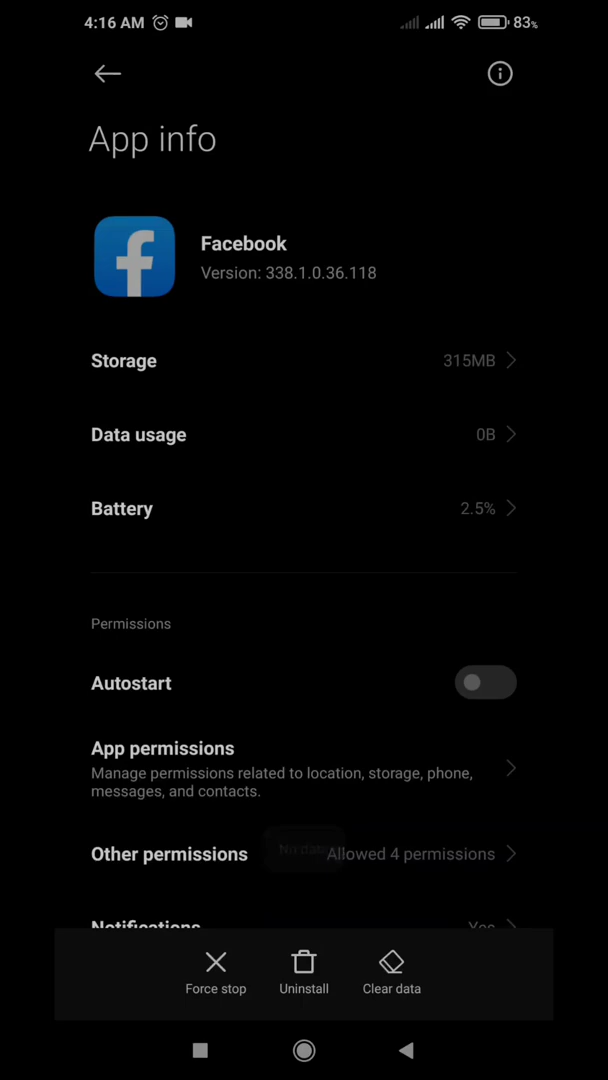 4:16 AM
83%
App info
Facebook
Version: 338.1.0.36.118
Storage 315MB
Data usage 0B
Battery 2.5%
Permissions
Autostart
App permissions
Manage permissions related to location, storage, phone,
messages, and contacts.
Other permissions Allowed 4 permissions
Notifications Yes
Force stop Uninstall Clear data